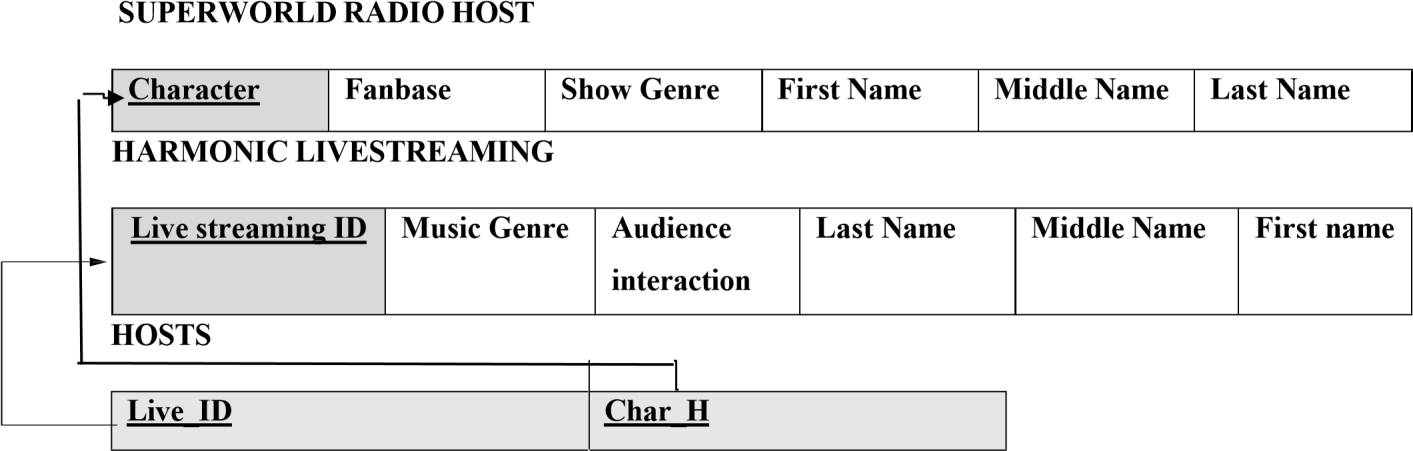 SUPERWORLD RADIO HOST
Character Fanbase Show Genre First Name Middle Name Last Name
HARMONIC LIVESTREAMING
Live streaming ID Music Genre Audience Last Name Middle Name First name
interaction
HOSTS
Live_ID Char_H